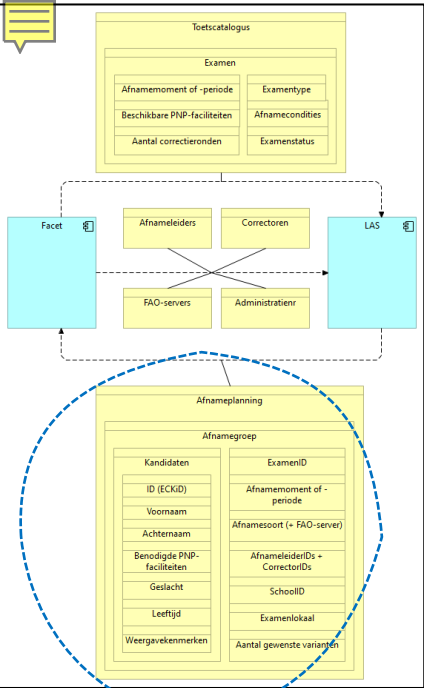 Toetscatalogus
Examen
Afnamemoment of -periode
Examentype
Beschikbare PNP-faciliteiten
Afnamecondities
Aantal correctieronden
Examenstatus
Facet
Afnameleiders
Correctoren
LAS
FAO-servers
Administratienr
Afnameplanning
Afnamegroep
Kandidaten
ID (ECKiD)
Voornaam
Achternaam
Benodigde PNP-
faciliteiten
Geslacht
Leeftijd
Weergavekenmerken
ExamenID
Afnamemoment of -
periode
Afnamesoort (+ FAO-server)
AfnameleiderIDs +
CorrectorIDs
SchoolID
Examenlokaal
Aantal gewenste varianten